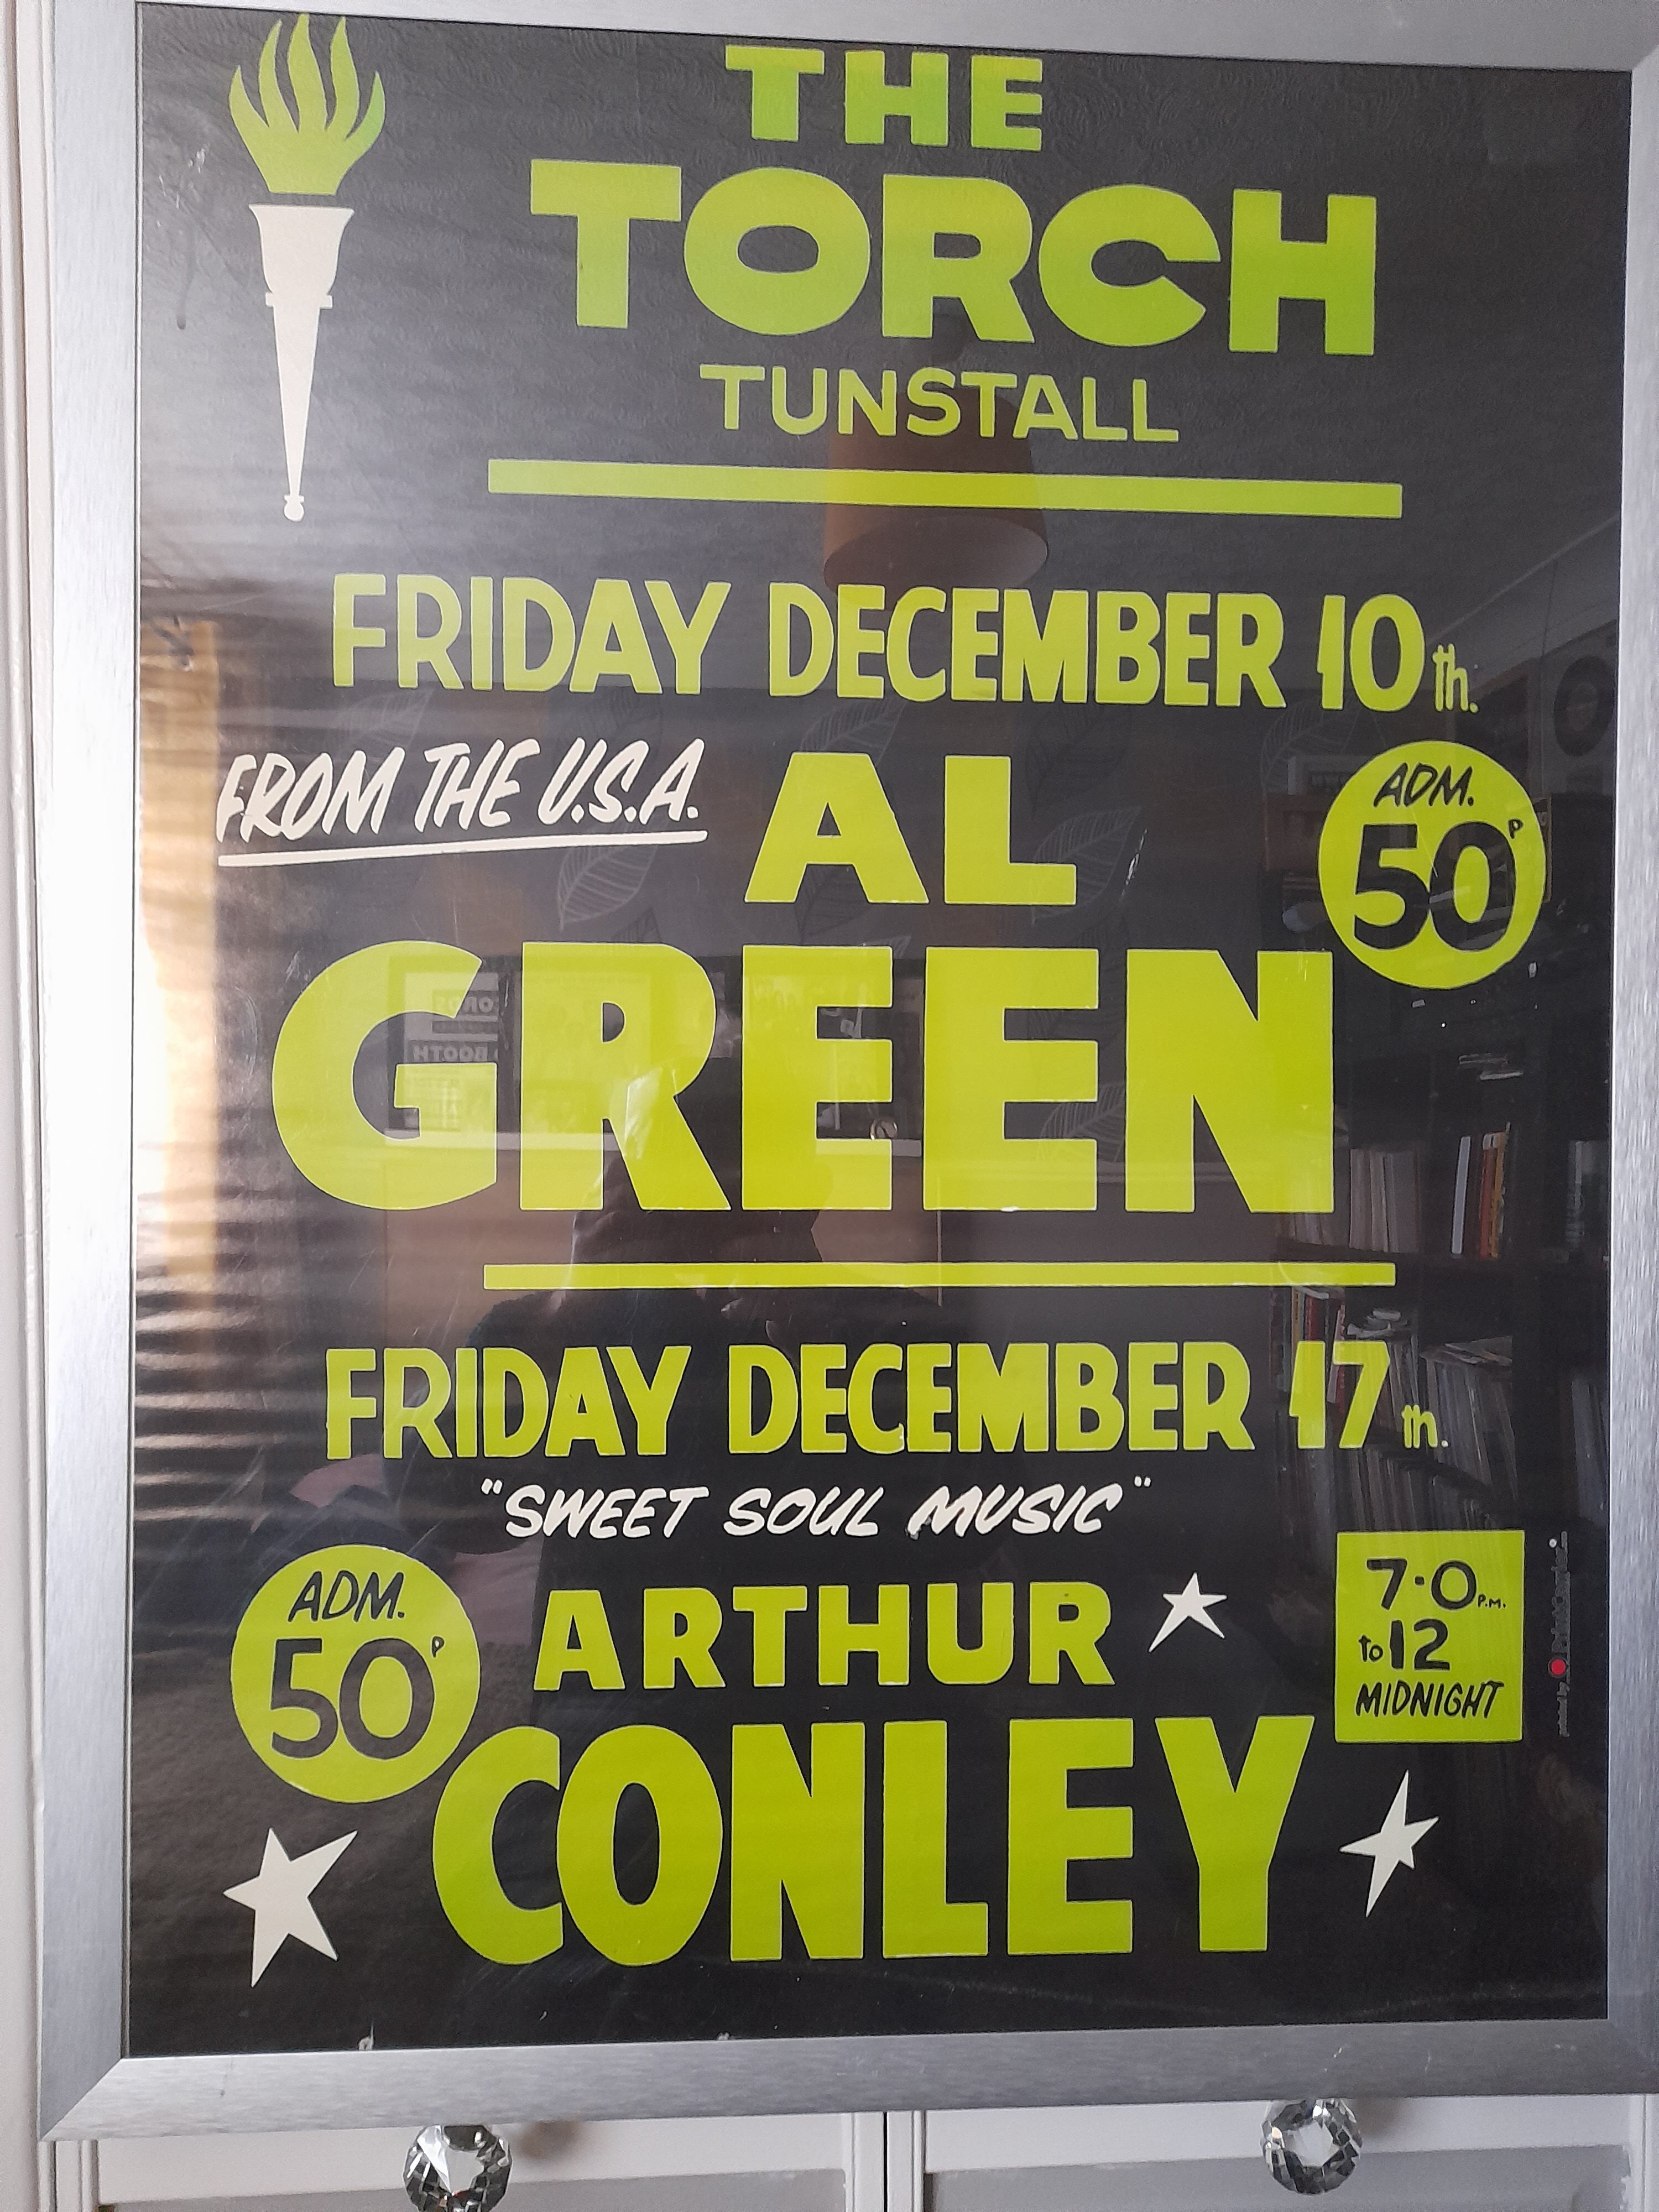 THE
TORCH
TUNSTALL
FRIDAY DECEMBER 10th.
FROM THE U.S.A.
AL
ADM.
50P
GREEN
FRIDAY DECEMBER 17th.
"SWEET SOUL MUSIC"
ADM.
50P
ARTHUR
7·0P.M.
to 12
MIDNIGHT
CONLEY